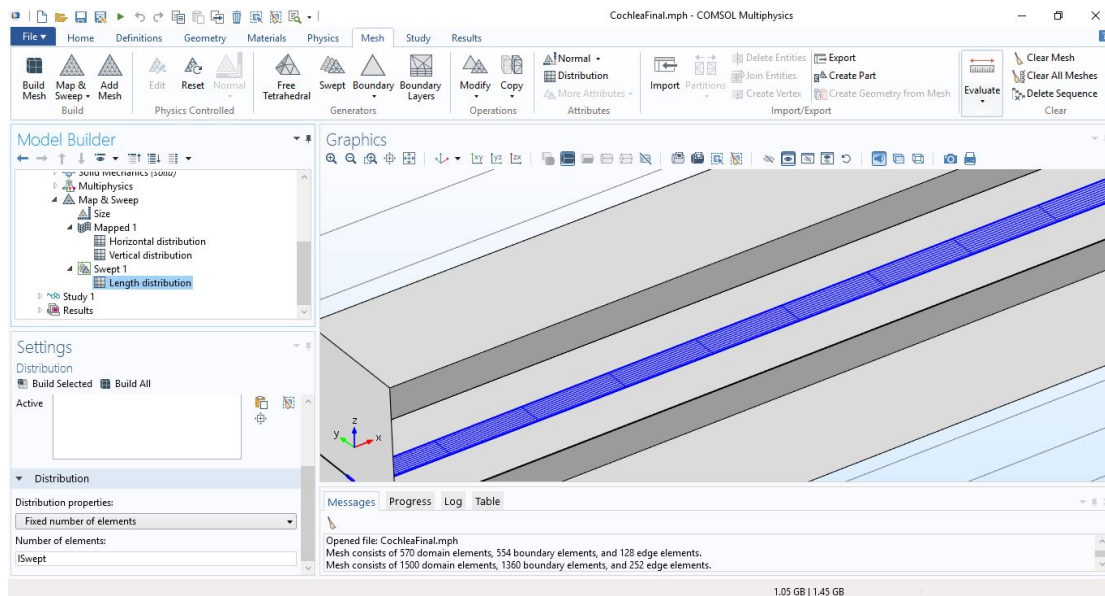 CochleaFinal.mph - COMSOL Multiphysics
File Home Definitions Geometry Materials Physics Mesh Study Results
Build Mesh
Map & Sweep
Add Mesh
Build
Edit
Reset
Normal
Physics Controlled
Free Tetrahedral
Swept
Boundary
Boundary Layers
Generators
Modify
Copy
Operations
Normal
Distribution
More Attributes
Attributes
Import
Partitions
Delete Entities
Join Entities
Create Vertex
Export
Create Part
Create Geometry from Mesh
Import/Export
Evaluate
Clear Mesh
Clear All Meshes
Delete Sequence
Clear
Model Builder
Solid Mechanics (solid)
Multiphysics
Map & Sweep
Size
Mapped 1
Horizontal distribution
Vertical distribution
Swept 1
Length distribution
Study 1
Results
Settings
Distribution
Build Selected Build All
Active
Distribution
Distribution properties:
Fixed number of elements
Number of elements:
lSwept
Graphics
xy yz zx
z
y
x
Messages Progress Log Table
Opened file: CochleaFinal.mph
Mesh consists of 570 domain elements, 554 boundary elements, and 128 edge elements.
Mesh consists of 1500 domain elements, 1360 boundary elements, and 252 edge elements.
1.05 GB | 1.45 GB